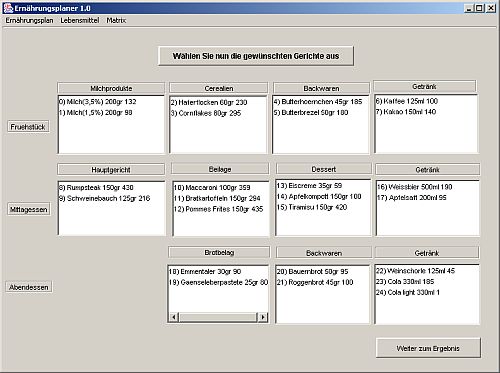 Ernährungsplaner 1.0
Ernährungsplan Lebensmittel Matrix
Wählen Sie nun die gewünschten Gerichte aus
Milchprodukte
Cerealien
Backwaren
Getränk
Fruehstück
0) Milch(3,5%) 200gr 132
1) Milch(1,5%) 200gr 98
2) Haferflocken 60gr 230
3) Cornflakes 80gr 295
4) Butterhoernchen 45gr 185
5) Butterbrezel 50gr 180
6) Kaffee 125ml 100
7) Kakao 150ml 140
Hauptgericht
Beilage
Dessert
Getränk
Mittagessen
8) Rumpsteak 150gr 430
9) Schweinebauch 125gr 216
10) Maccaroni 100gr 359
11) Bratkartoffeln 150gr 294
12) Pommes Frites 150gr 435
13) Eiscreme 35gr 59
14) Apfelkompott 150gr 100
15) Tiramisu 150gr 420
16) Weissbier 500ml 190
17) Apfelsaft 200ml 95
Brotbelag
Backwaren
Getränk
Abendessen
18) Emmentaler 30gr 90
19) Gaenseleberpastete 25gr 80
20) Bauernbrot 50gr 95
21) Roggenbrot 45gr 100
22) Weinschorle 125ml 45
23) Cola 330ml 185
24) Cola light 330ml 1
Weiter zum Ergebnis